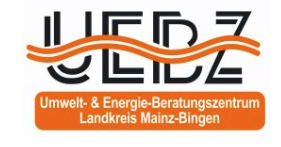 UEBZ
Umwelt- & Energie-Beratungszentrum
Landkreis Mainz-Bingen